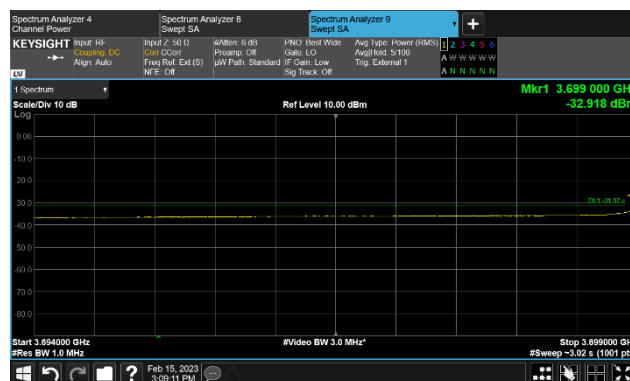 Spectrum Analyzer 4
Channel Power
Spectrum Analyzer 8
Swept SA
Spectrum Analyzer 9
Swept SA
KEYSIGHT
Input: RF
Coupling: DC
Align: Auto
Input Z: 50 Ω
Corr CCorr
Freq Ref: Ext (S)
NFE: Off
#Atten: 6 dB
Preamp: Off
µW Path: Standard
PNO: Best Wide
Gate: LO
IF Gain: Low
Sig Track: Off
Avg Type: Power (RMS)
Avg|Hold: 5/100
Trig: External 1
1 2 3 4 5 6
A W W W W W
A N N N N N
LXI
1 Spectrum
Scale/Div 10 dB
Log
Ref Level 10.00 dBm
Mkr1 3.699 000 GH
-32.918 dBr
0.00
-10.0
-20.0
-30.0
-40.0
-50.0
-60.0
-70.0
-80.0
Start 3.694000 GHz
#Res BW 1.0 MHz
#Video BW 3.0 MHz*
Stop 3.699000 GH
#Sweep ~3.02 s (1001 pt
?
Feb 15, 2023
3:09:11 PM